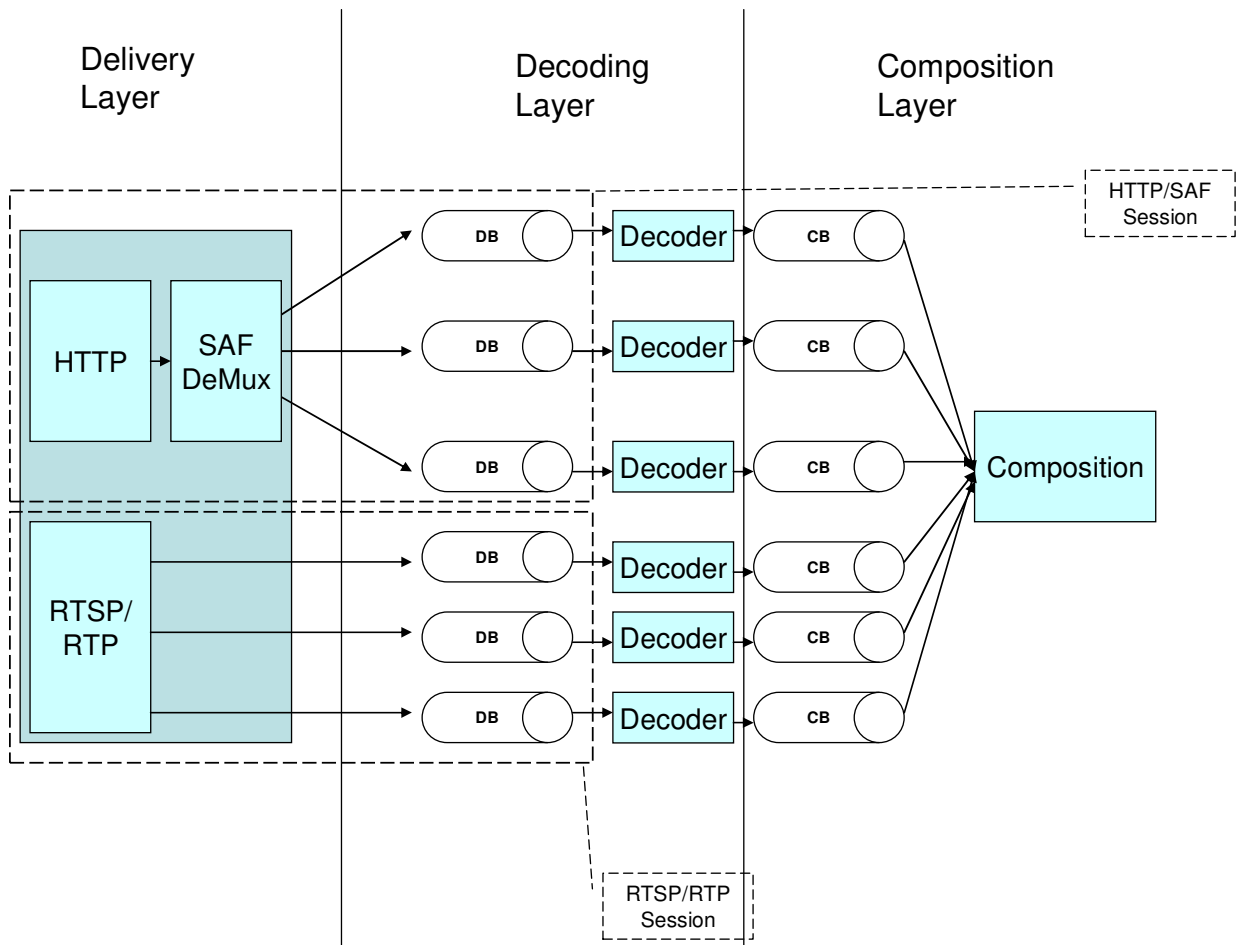 Delivery
Layer
Decoding
Layer
Composition
Layer
HTTP/SAF
Session
DB
Decoder
CB
HTTP
SAF
DeMux
DB
Decoder
CB
DB
Decoder
CB
Composition
RTSP/
RTP
DB
Decoder
CB
DB
Decoder
CB
DB
Decoder
CB
RTSP/RTP
Session